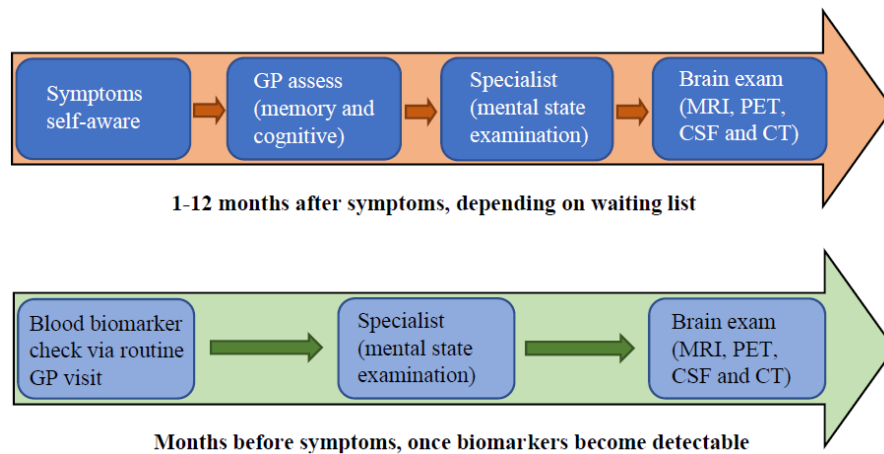 Symptoms
self-aware
GP assess
(memory and
cognitive)
Specialist
(mental state
examination)
Brain exam
(MRI, PET,
CSF and CT)
1-12 months after symptoms, depending on waiting list
Blood biomarker
check via routine
GP visit
Specialist
(mental state
examination)
Brain exam
(MRI, PET,
CSF and CT)
Months before symptoms, once biomarkers become detectable